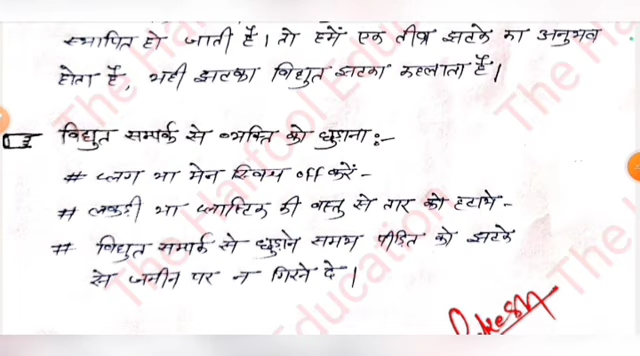 स्थापित हो जाती है। तो हमें एक तीव्र झटके का अनुभव
होता है, यही झटका विद्युत झटका कहलाता है।
विद्युत सम्पर्क से व्यक्ति को छुड़ाना :-
# प्लग या मेन स्विच off करें -
# लकड़ी या प्लास्टिक की वस्तु से तार को हटाये -
# विद्युत सम्पर्क से छुड़ाने समय पीड़ित को झटके
से जमीन पर न गिरने दे।